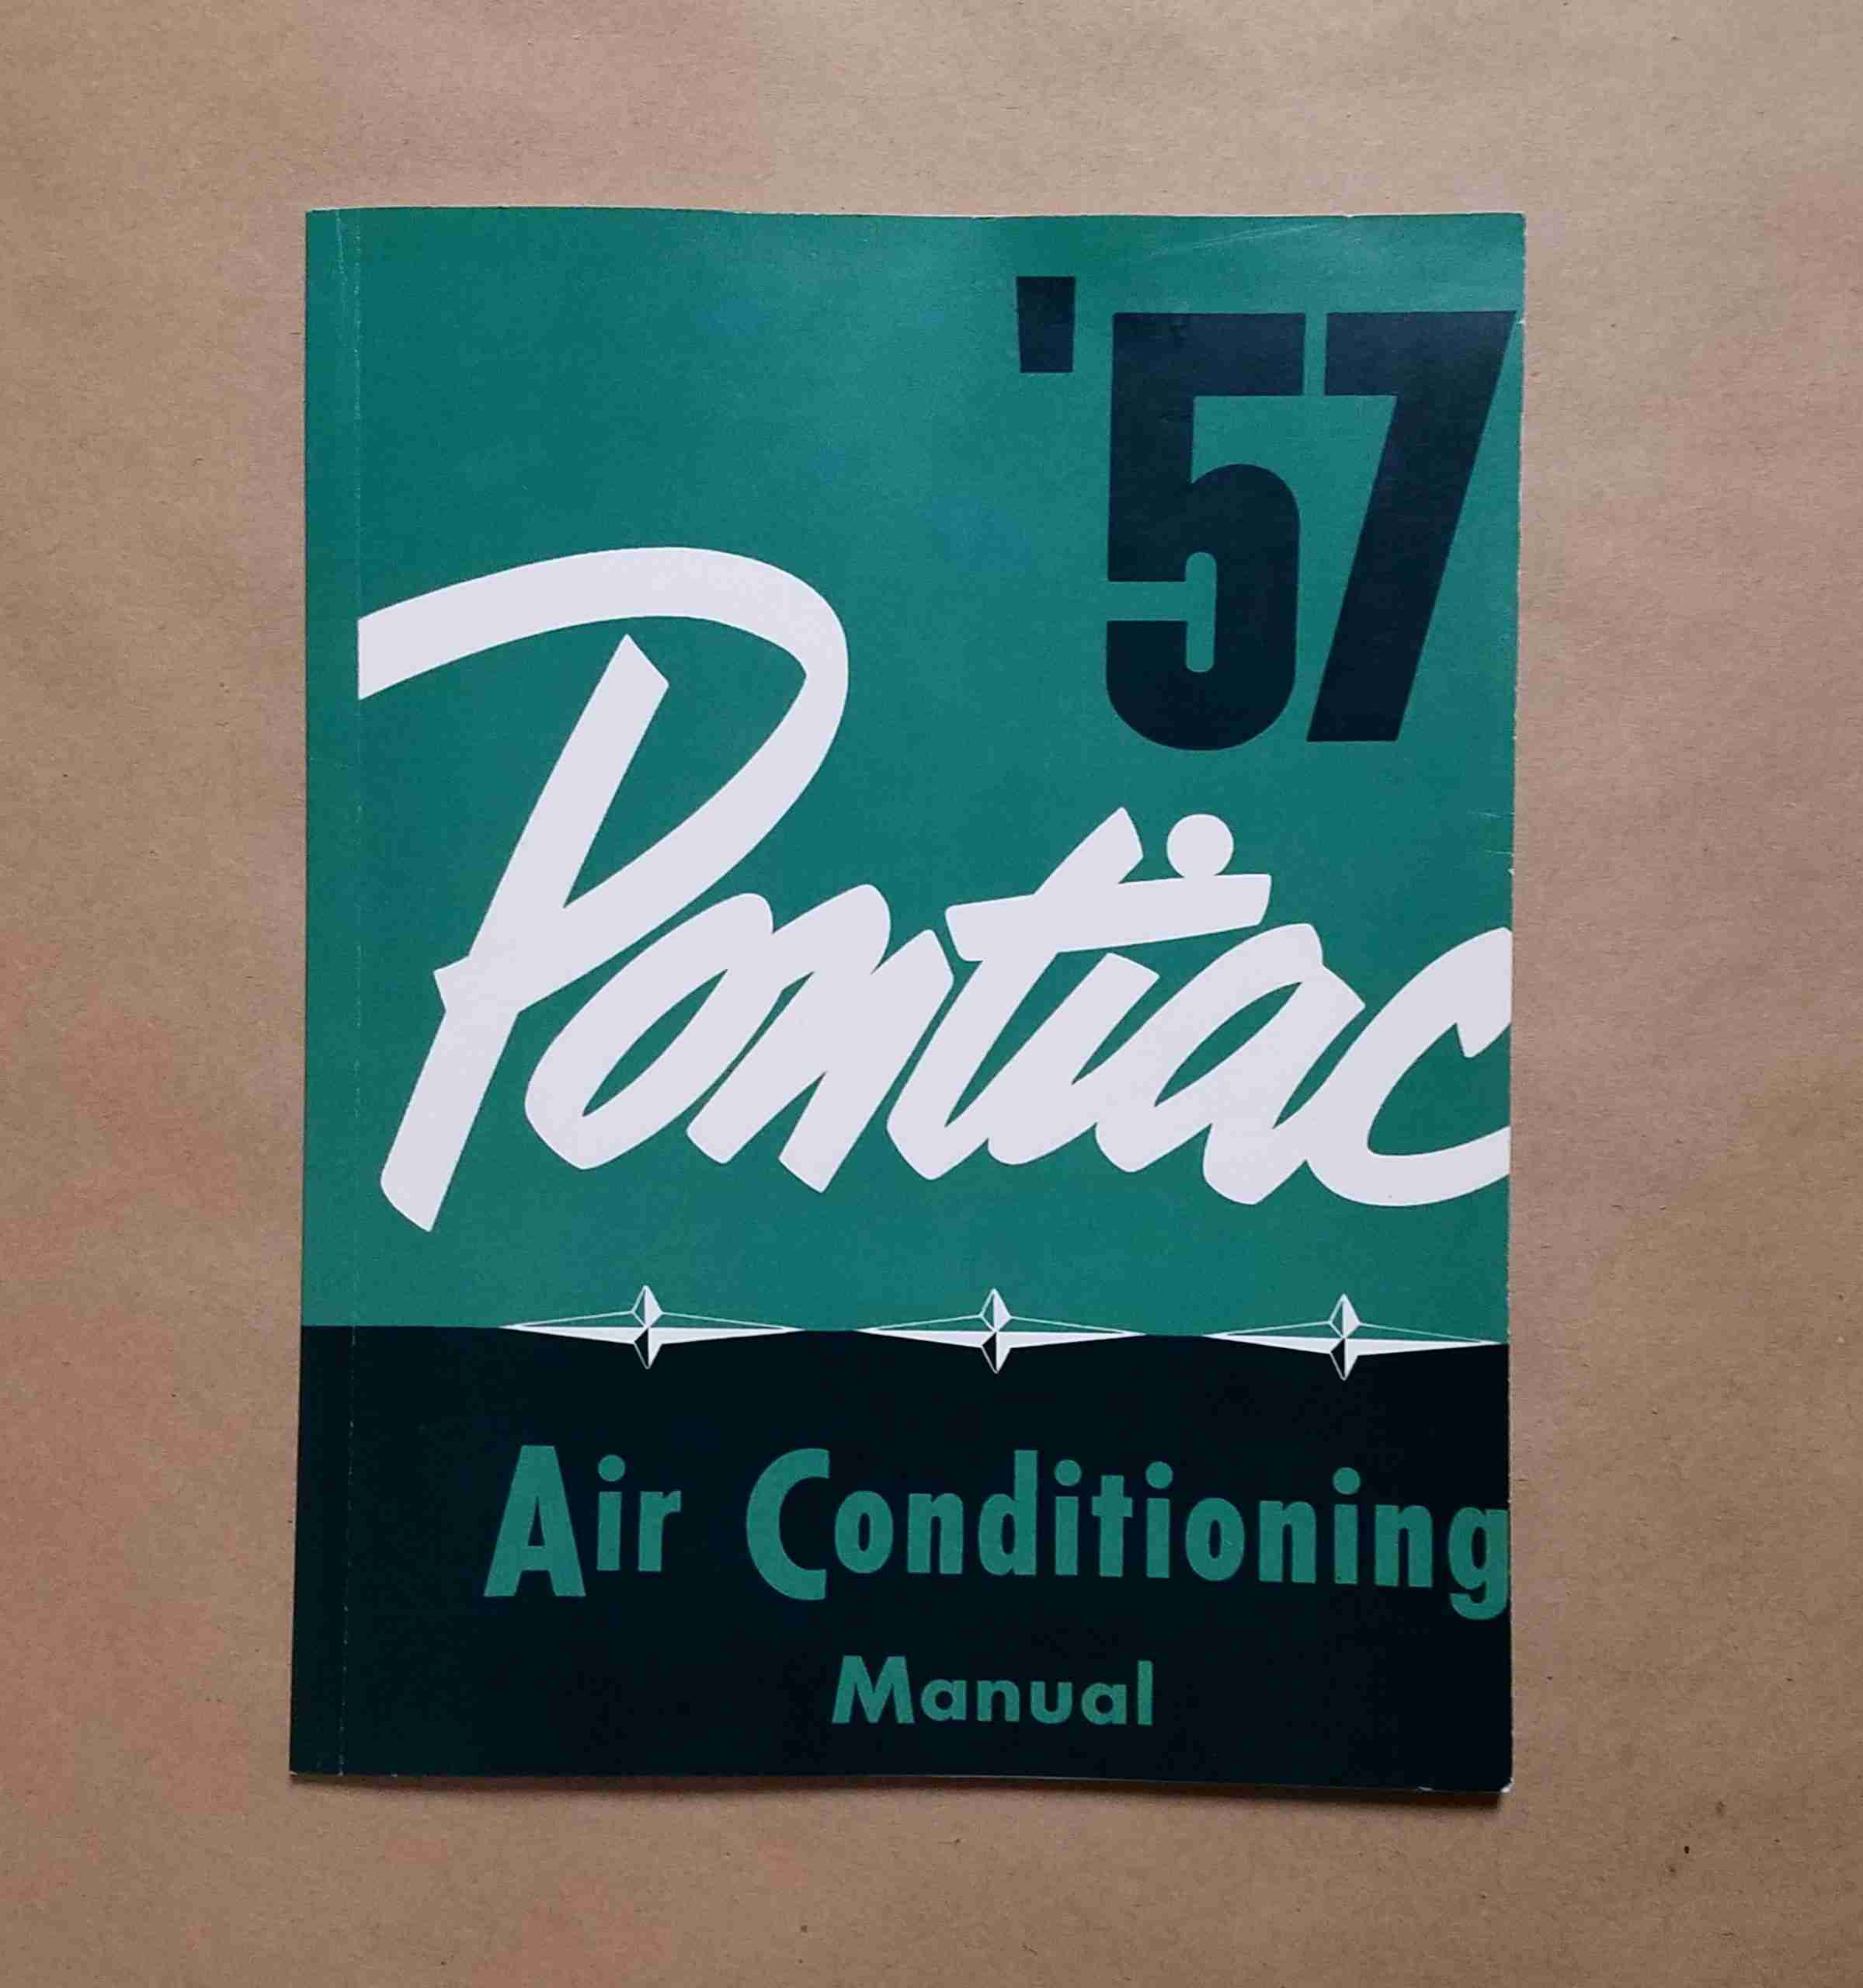 '57
Pontiac
Air Conditioning
Manual